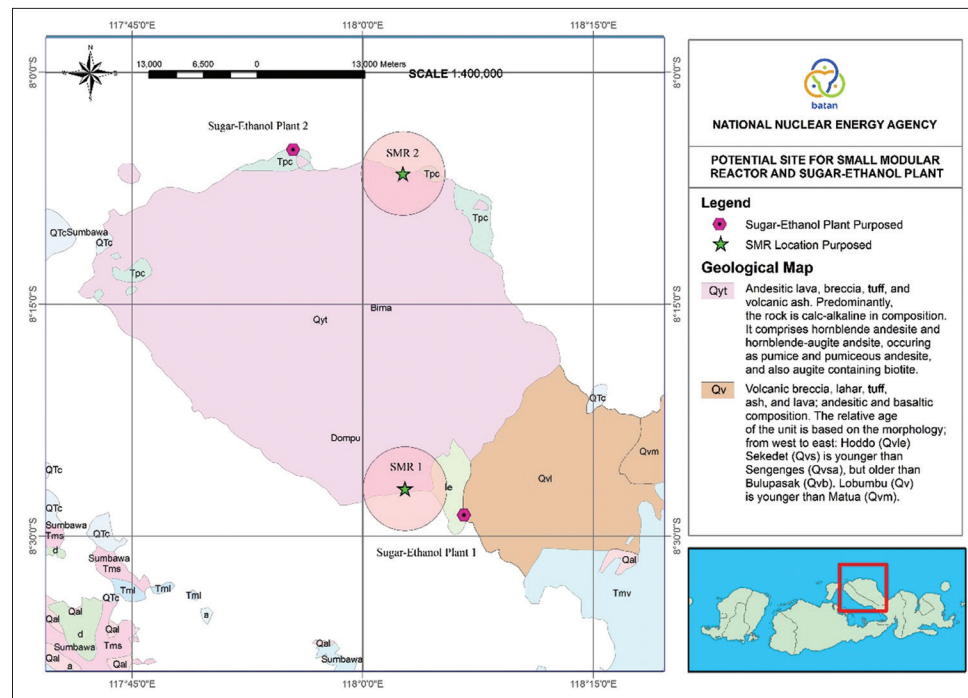 117°45'0"E
118°0'0"E
118°15'0"E
N
13,000
6,500
0
13,000 Meters
SCALE 1:400,000
8°0'0"S
8°0'0"S
Sugar-Ethanol Plant 2
SMR 2
Tpc
Tpc
Tpc
QTc
Sumbawa
QTc
Tpc
8°15'0"S
8°15'0"S
Bima
Qyt
QTc
Dompu
Qvm
SMR 1
le
Qvl
QTc
QTc
Sumbawa
Tms
d
QTc
8°30'0"S
8°30'0"S
Sugar-Ethanol Plant 1
Sumbawa
Tms
Qal
Tmv
Tml
Tml
Tml
QTc
a
Qal
Qal
d
Qal
Qal
Sumbawa
Tms
Qal
a
Qal
Qal
Sumbawa
117°45'0"E
118°0'0"E
118°15'0"E
batan
NATIONAL NUCLEAR ENERGY AGENCY
POTENTIAL SITE FOR SMALL MODULAR
REACTOR AND SUGAR-ETHANOL PLANT
Legend
Sugar-Ethanol Plant Purposed
SMR Location Purposed
Geological Map
Qyt
Andesitic lava, breccia, tuff, and
volcanic ash. Predominantly,
the rock is calc-alkaline in composition.
It comprises hornblende andesite and
hornblende-augite andsite, occuring
as pumice and pumiceous andesite,
and also augite containing biotite.
Qv
Volcanic breccia, lahar, tuff,
ash, and lava; andesitic and basaltic
composition. The relative age
of the unit is based on the morphology;
from west to east: Hoddo (Qvle)
Sekedet (Qvs) is younger than
Sengenges (Qvsa), but older than
Bulupasak (Qvb). Lobumbu (Qv)
is younger than Matua (Qvm).